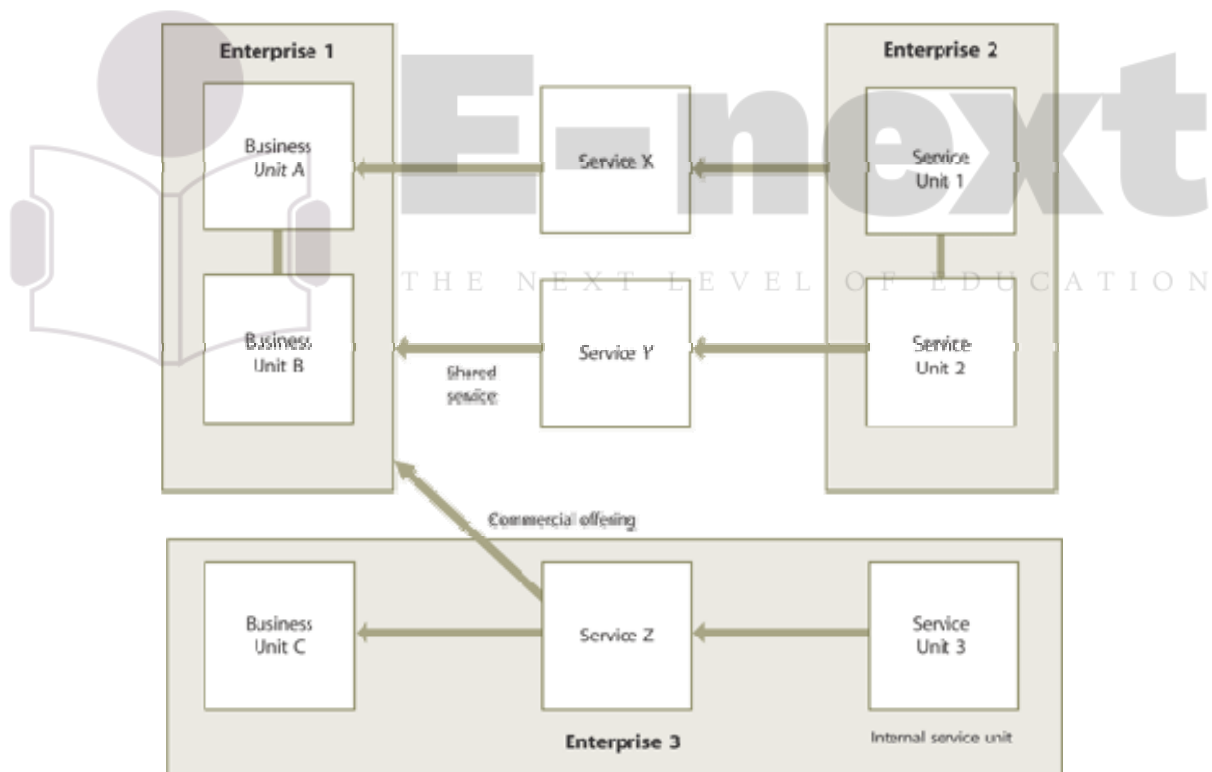 Enterprise 1
Enterprise 2
E-next
THE NEXT LEVEL OF EDUCATION
Business
Unit A
Service X
Service
Unit 1
Business
Unit B
Service Y
Service
Unit 2
Shared
service
Commercial offering
Business
Unit C
Service Z
Service
Unit 3
Enterprise 3
Internal service unit